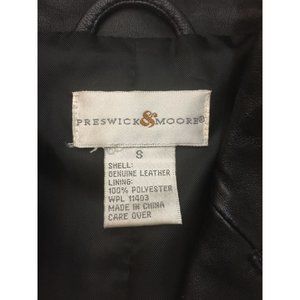 PRESWICK & MOORE®
S
SHELL:
GENUINE LEATHER
LINING:
100% POLYESTER
WPL 11403
MADE IN CHINA
CARE OVER